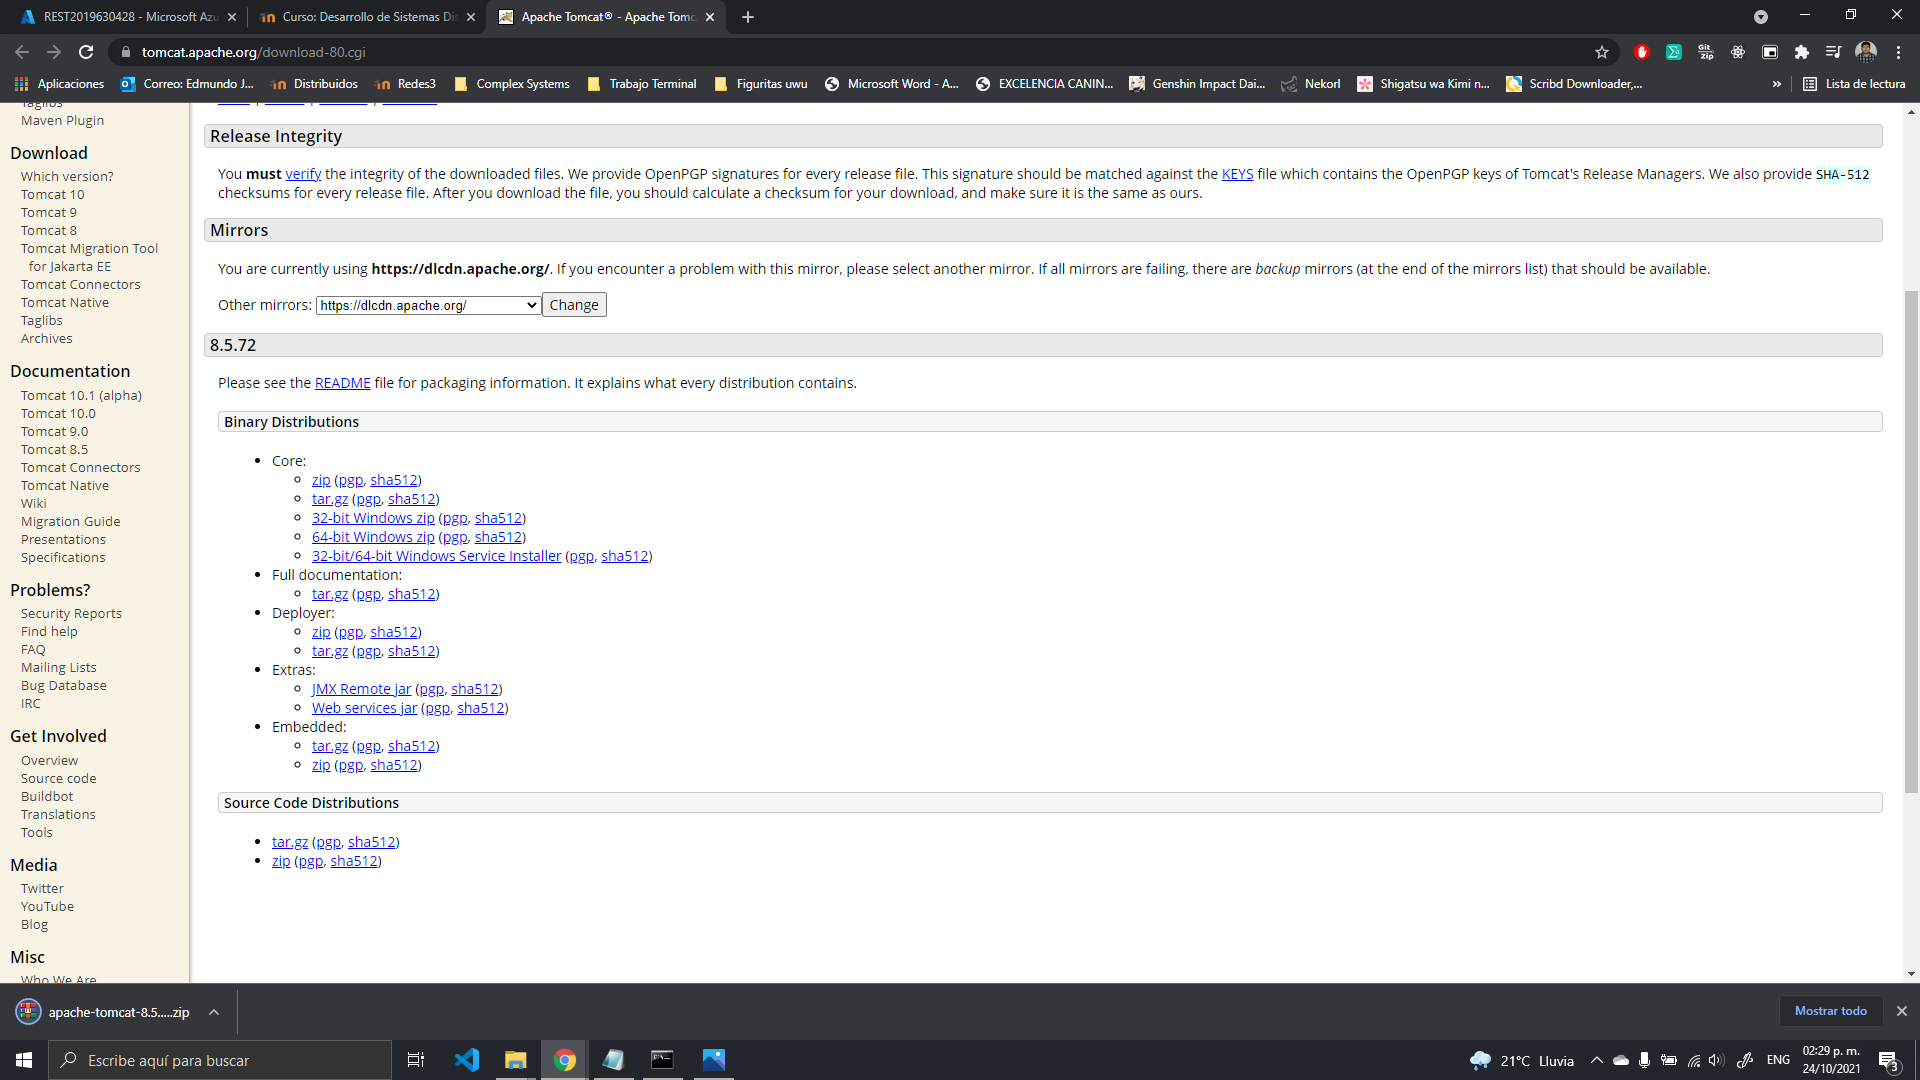 REST2019630428 - Microsoft Azu
Curso: Desarrollo de Sistemas Dis
Apache Tomcat® - Apache Tomc
tomcat.apache.org/download-80.cgi
Aplicaciones
Correo: Edmundo J...
Distribuidos
Redes3
Complex Systems
Trabajo Terminal
Figuritas uwu
Microsoft Word - A...
EXCELENCIA CANIN...
Genshin Impact Dai...
Nekorl
Shigatsu wa Kimi n...
Scribd Downloader,...
»
Lista de lectura
Taglibs
Maven Plugin
Download
Which version?
Tomcat 10
Tomcat 9
Tomcat 8
Tomcat Migration Tool
for Jakarta EE
Tomcat Connectors
Tomcat Native
Taglibs
Archives
Documentation
Tomcat 10.1 (alpha)
Tomcat 10.0
Tomcat 9.0
Tomcat 8.5
Tomcat Connectors
Tomcat Native
Wiki
Migration Guide
Presentations
Specifications
Problems?
Security Reports
Find help
FAQ
Mailing Lists
Bug Database
IRC
Get Involved
Overview
Source code
Buildbot
Translations
Tools
Media
Twitter
YouTube
Blog
Misc
Who We Are
Release Integrity
You must verify the integrity of the downloaded files. We provide OpenPGP signatures for every release file. This signature should be matched against the KEYS file which contains the OpenPGP keys of Tomcat's Release Managers. We also provide SHA-512
checksums for every release file. After you download the file, you should calculate a checksum for your download, and make sure it is the same as ours.
Mirrors
You are currently using https://dlcdn.apache.org/. If you encounter a problem with this mirror, please select another mirror. If all mirrors are failing, there are backup mirrors (at the end of the mirrors list) that should be available.
Other mirrors: https://dlcdn.apache.org/ Change
8.5.72
Please see the README file for packaging information. It explains what every distribution contains.
Binary Distributions
Core:
zip (pgp, sha512)
tar.gz (pgp, sha512)
32-bit Windows zip (pgp, sha512)
64-bit Windows zip (pgp, sha512)
32-bit/64-bit Windows Service Installer (pgp, sha512)
Full documentation:
tar.gz (pgp, sha512)
Deployer:
zip (pgp, sha512)
tar.gz (pgp, sha512)
Extras:
JMX Remote jar (pgp, sha512)
Web services jar (pgp, sha512)
Embedded:
tar.gz (pgp, sha512)
zip (pgp, sha512)
Source Code Distributions
tar.gz (pgp, sha512)
zip (pgp, sha512)
apache-tomcat-8.5.....zip
Mostrar todo
Escribe aquí para buscar
21°C Lluvia
ENG
02:29 p. m.
24/10/2021
3